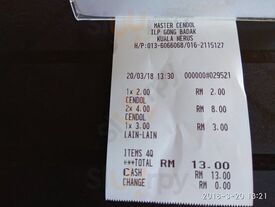 MASTER CENDOL
ILP GONG BADAK
KUALA NERUS
H/P:013-6066068/016-2115127
20/03/18 13:30 000000#029521
1x 2.00 RM 2.00
CENDOL
2x 4.00 RM 8.00
CENDOL
1x 3.00 RM 3.00
LAIN-LAIN
ITEMS 4Q
***TOTAL RM 13.00
CASH RM 13.00
CHANGE RM 0.00
2018-3-20 13:21